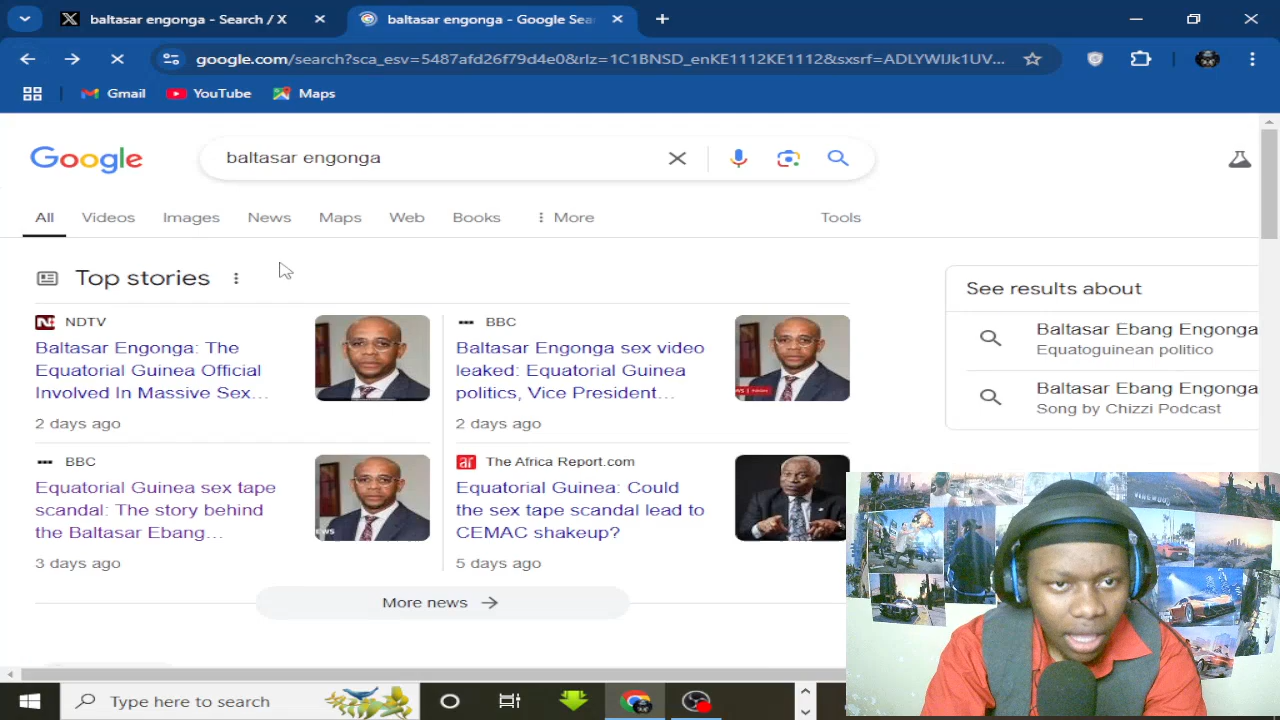 baltasar engonga - Search / X
baltasar engonga - Google Sea
google.com/search?sca_esv=5487afd26f79d4e0&rlz=1C1BNSD_enKE1112KE1112&sxsrf=ADLYWIJk1UV...
Gmail
YouTube
Maps
Google
baltasar engonga
All
Videos
Images
News
Maps
Web
Books
More
Tools
Top stories
NDTV
Baltasar Engonga: The
Equatorial Guinea Official
Involved In Massive Sex...
2 days ago
BBC
Baltasar Engonga sex video
leaked: Equatorial Guinea
politics, Vice President...
2 days ago
BBC
Equatorial Guinea sex tape
scandal: The story behind
the Baltasar Ebang...
3 days ago
ar
The Africa Report.com
Equatorial Guinea: Could
the sex tape scandal lead to
CEMAC shakeup?
5 days ago
More news
See results about
Baltasar Ebang Engonga
Equatoguinean politico
Baltasar Ebang Engonga
Song by Chizzi Podcast
Type here to search